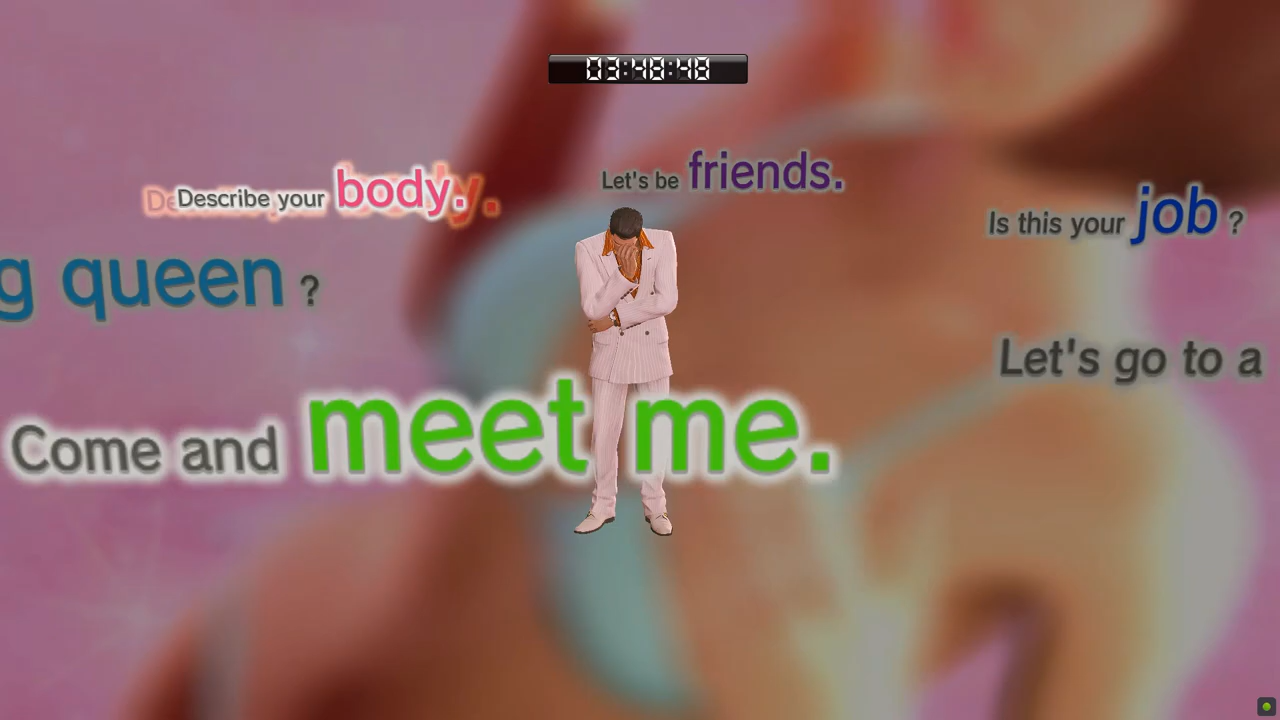 03:48:48
Let's be friends.
Describe your body.
Is this your job ?
g queen ?
Let's go to a
Come and meet me.